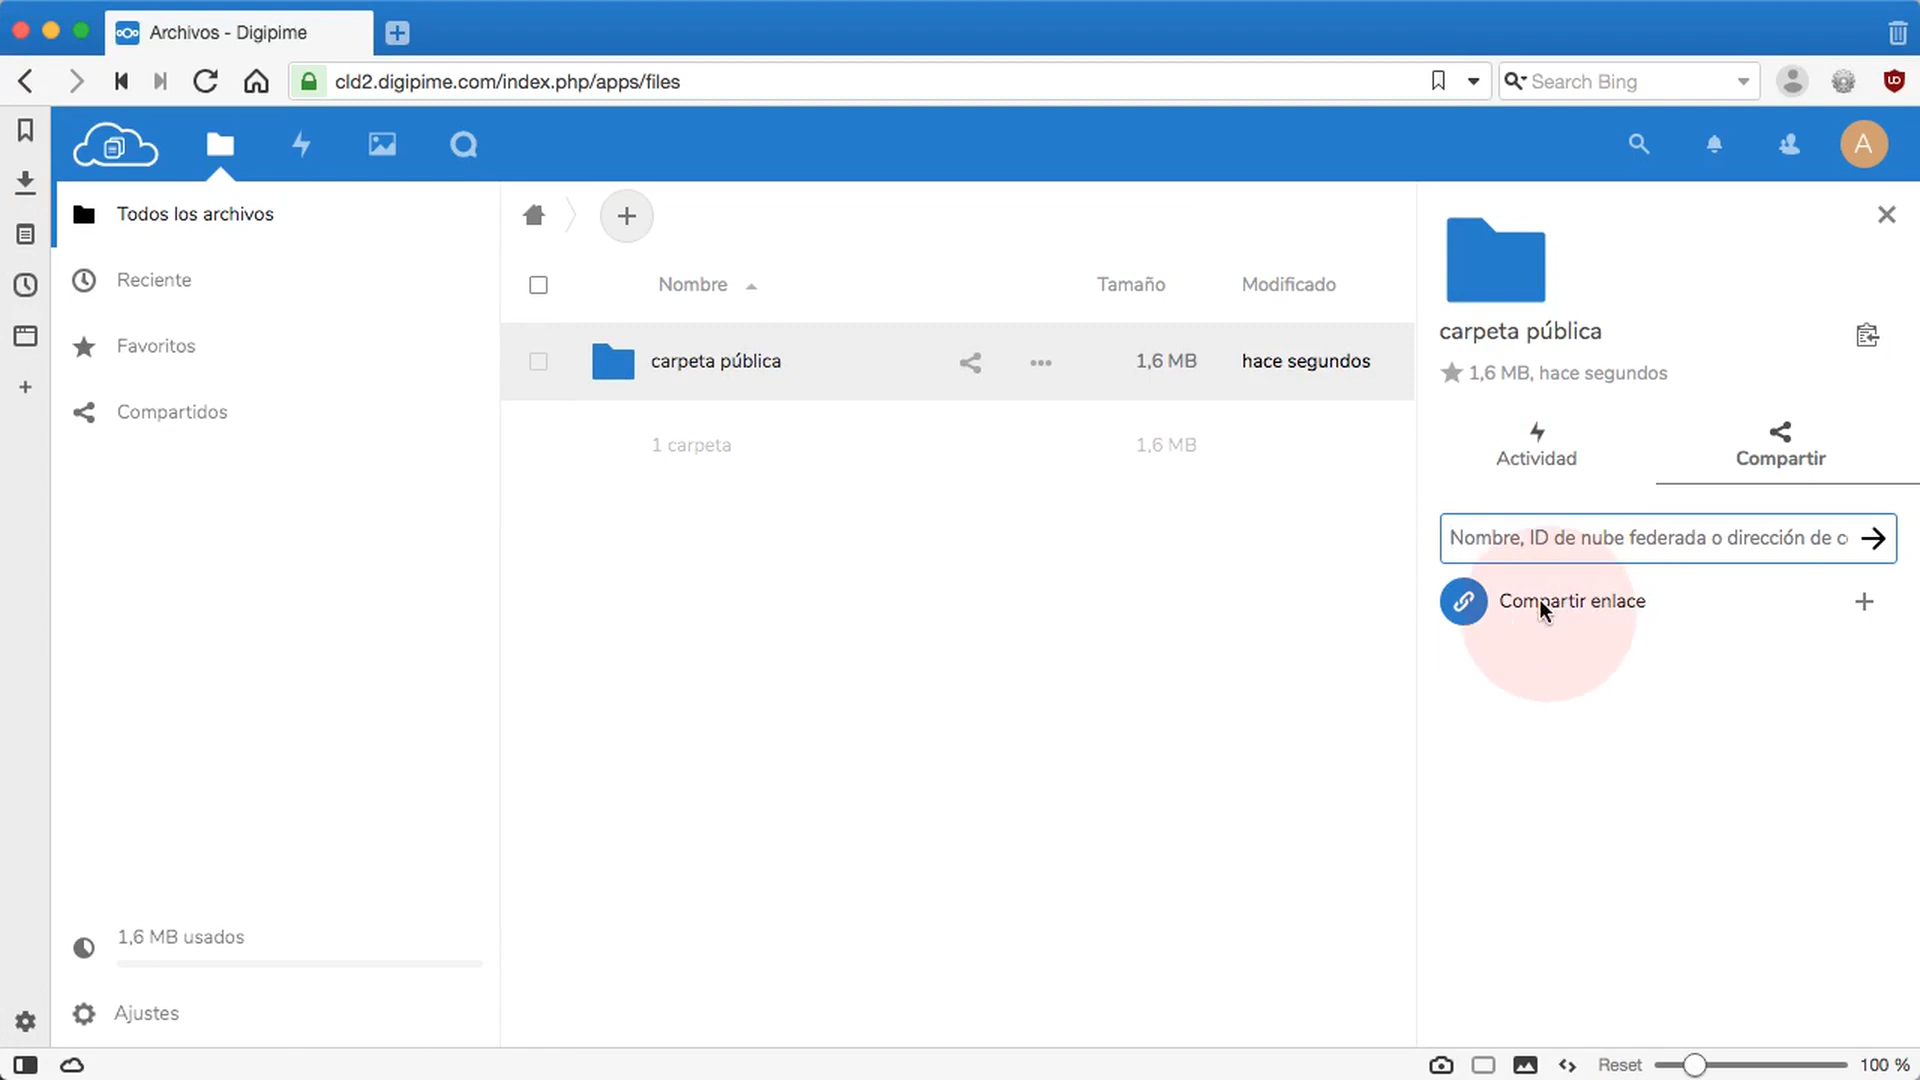 Archivos - Digipime
cld2.digipime.com/index.php/apps/files
Search Bing
A
Todos los archivos
Reciente
Favoritos
Compartidos
1,6 MB usados
Ajustes
Nombre
Tamaño
Modificado
carpeta pública
1,6 MB
hace segundos
1 carpeta
1,6 MB
carpeta pública
1,6 MB, hace segundos
Actividad
Compartir
Nombre, ID de nube federada o dirección de c
Compartir enlace
Reset
100 %